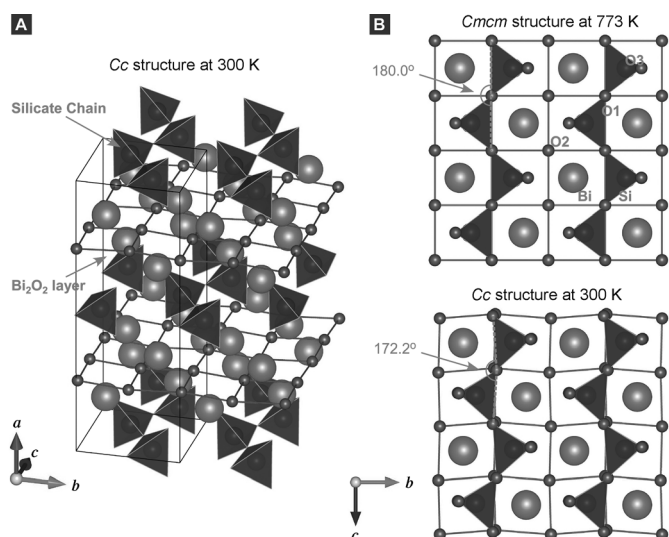 A
Cc structure at 300 K
Silicate Chain
Bi₂O₂ layer
a
c
b
B
Cmcm structure at 773 K
180.0º
O3
O1
O2
Bi
Si
Cc structure at 300 K
172.2º
b
c